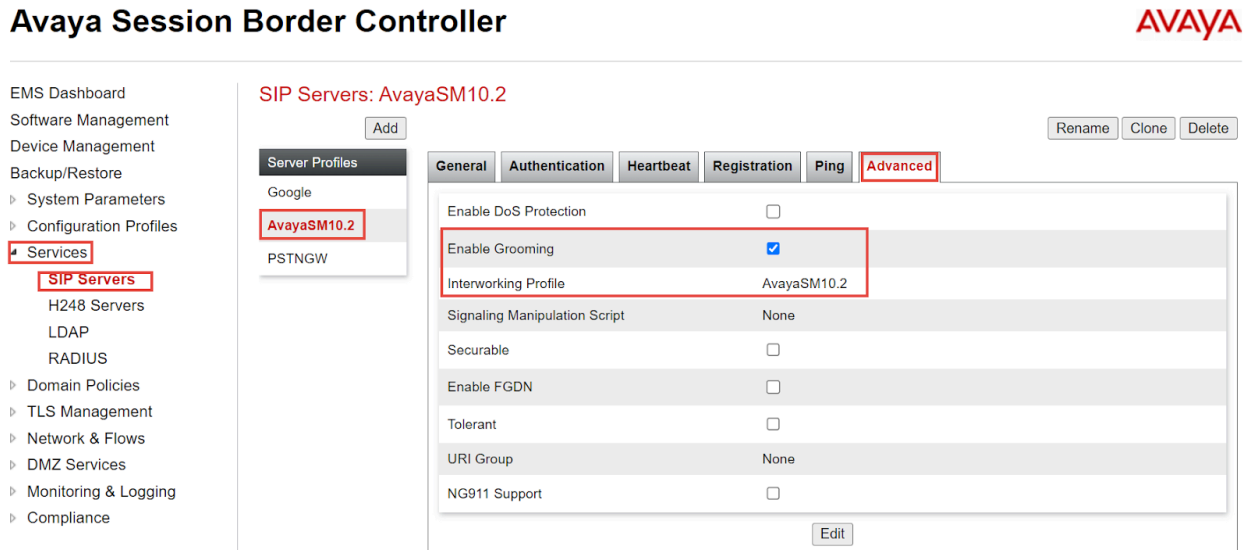 Avaya Session Border Controller
AVAYA
EMS Dashboard
Software Management
Device Management
Backup/Restore
System Parameters
Configuration Profiles
Services
SIP Servers
H248 Servers
LDAP
RADIUS
Domain Policies
TLS Management
Network & Flows
DMZ Services
Monitoring & Logging
Compliance
SIP Servers: AvayaSM10.2
Add
Rename Clone Delete
Server Profiles
Google
AvayaSM10.2
PSTNGW
General Authentication Heartbeat Registration Ping Advanced
Enable DoS Protection
Enable Grooming
Interworking Profile AvayaSM10.2
Signaling Manipulation Script None
Securable
Enable FGDN
Tolerant
URI Group None
NG911 Support
Edit